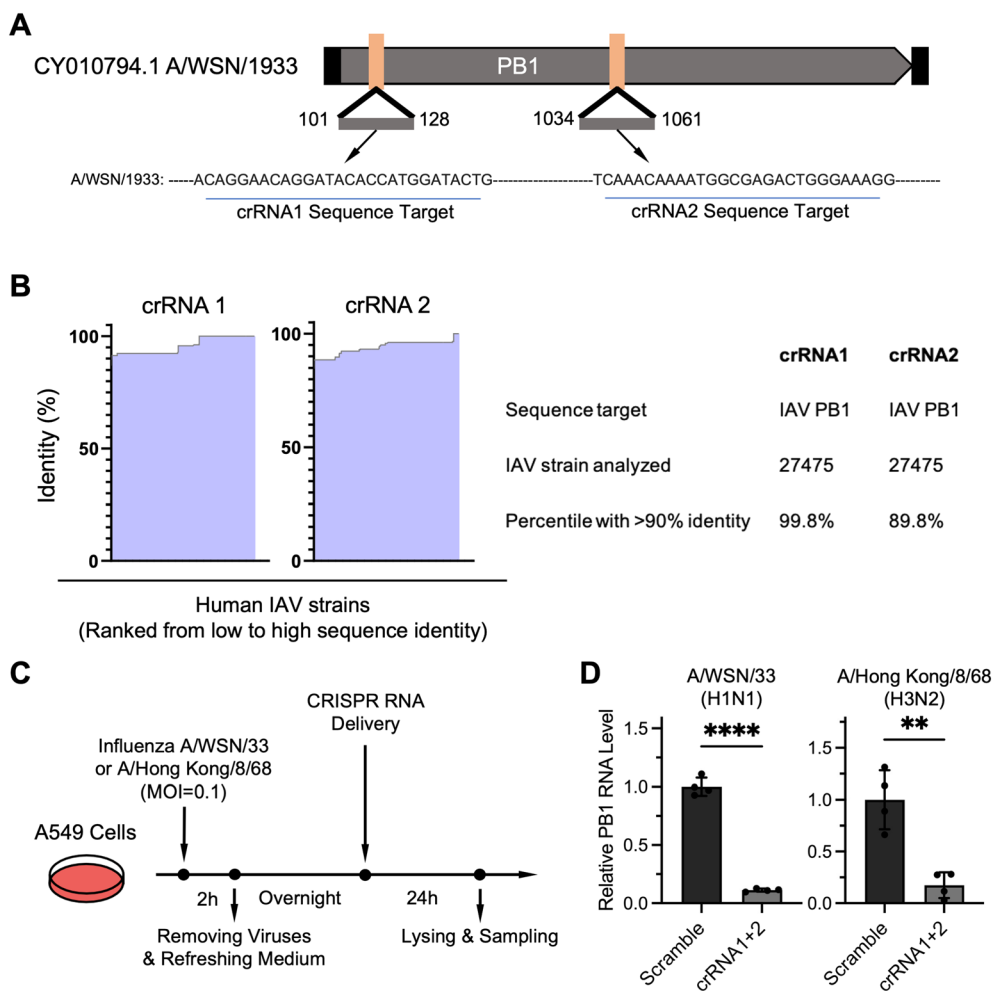 A
CY010794.1 A/WSN/1933
PB1
101
128
1034
1061
A/WSN/1933: -----ACAGGAACAGGATACACCATGGATACTG--------------------TCAAACAAAATGGCGAGACTGGGAAAGG---------
crRNA1 Sequence Target
crRNA2 Sequence Target
B
crRNA 1
crRNA 2
Identity (%)
100
50
0
100
50
0
Human IAV strains
(Ranked from low to high sequence identity)
crRNA1 crRNA2
Sequence target IAV PB1 IAV PB1
IAV strain analyzed 27475 27475
Percentile with >90% identity 99.8% 89.8%
C
CRISPR RNA
Delivery
Influenza A/WSN/33
or A/Hong Kong/8/68
(MOI=0.1)
A549 Cells
2h
Overnight
24h
Removing Viruses
& Refreshing Medium
Lysing & Sampling
D
A/WSN/33
(H1N1)
Relative PB1 RNA Level
1.5
1.0
0.5
0.0
****
Scramble
crRNA1+2
A/Hong Kong/8/68
(H3N2)
1.5
1.0
0.5
0.0
**
Scramble
crRNA1+2